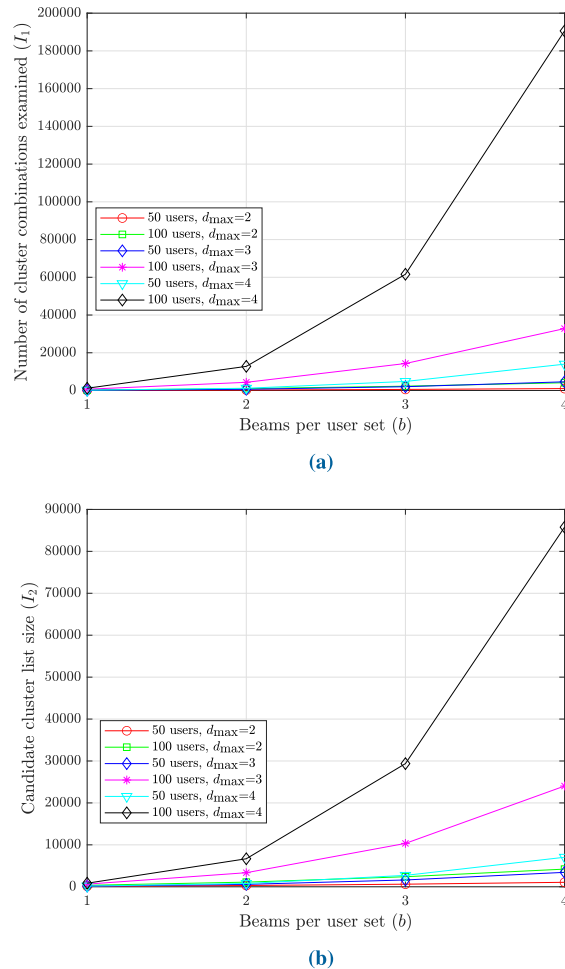 200000
180000
160000
140000
120000
100000
80000
60000
40000
20000
0
Number of cluster combinations examined (I₁)
50 users, dmax=2
100 users, dmax=2
50 users, dmax=3
100 users, dmax=3
50 users, dmax=4
100 users, dmax=4
1 2 3 4
Beams per user set (b)
(a)
90000
80000
70000
60000
50000
40000
30000
20000
10000
0
Candidate cluster list size (I₂)
50 users, dmax=2
100 users, dmax=2
50 users, dmax=3
100 users, dmax=3
50 users, dmax=4
100 users, dmax=4
1 2 3 4
Beams per user set (b)
(b)